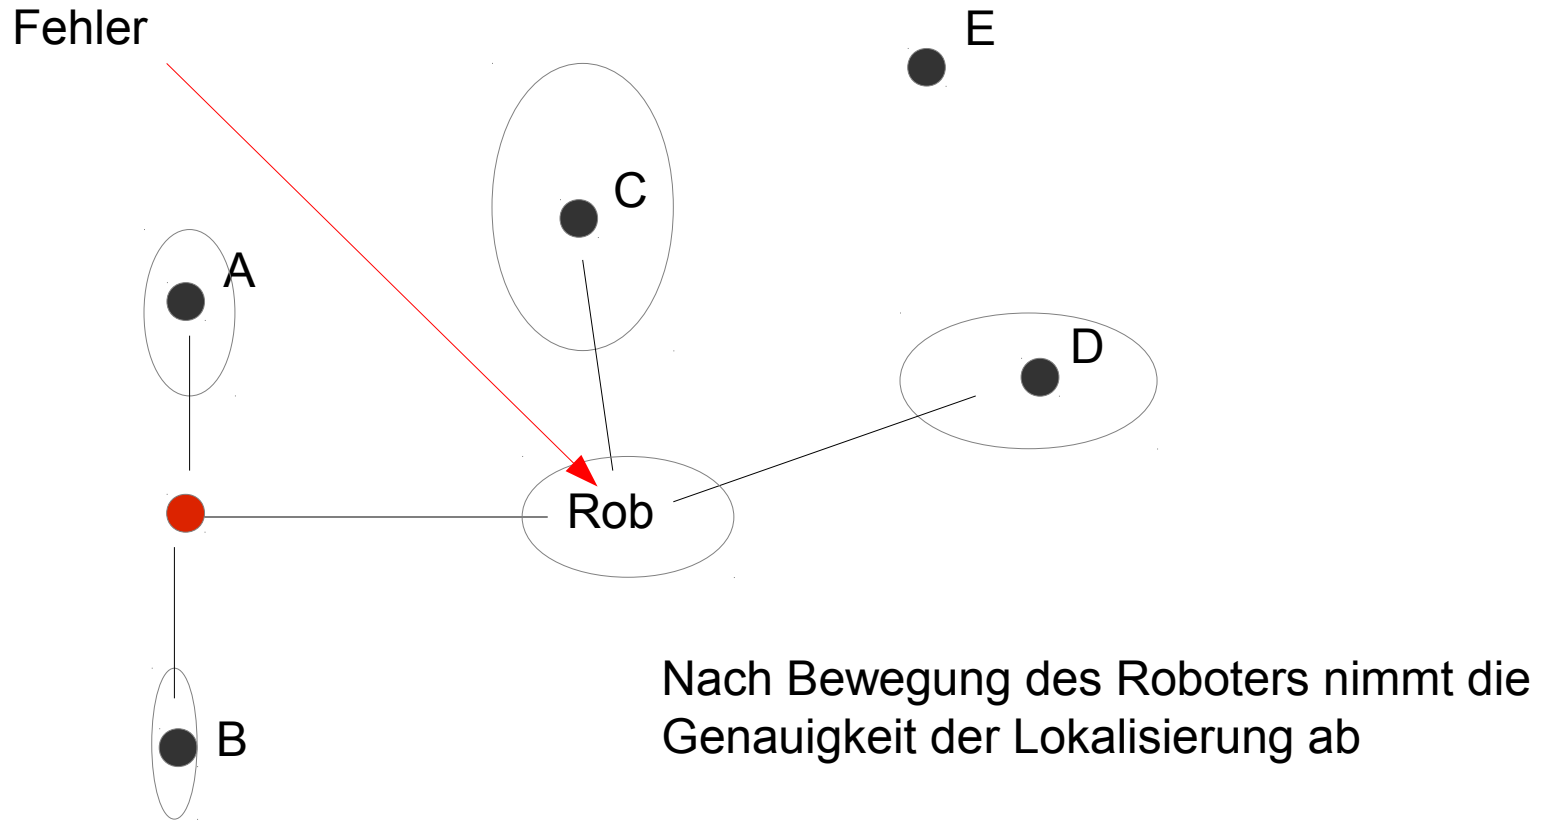 Fehler
E
C
A
D
Rob
B
Nach Bewegung des Roboters nimmt die
Genauigkeit der Lokalisierung ab